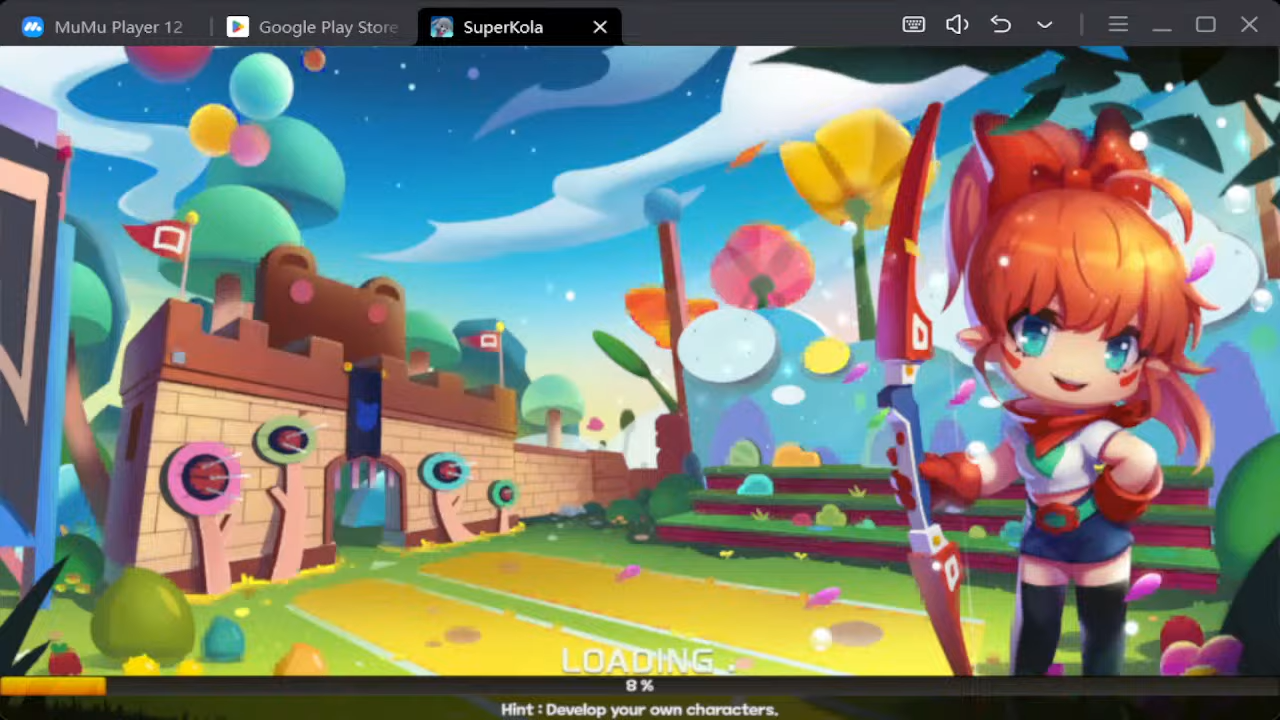 MuMu Player 12
Google Play Store
SuperKola
LOADING .
8 %
Hint : Develop your own characters.